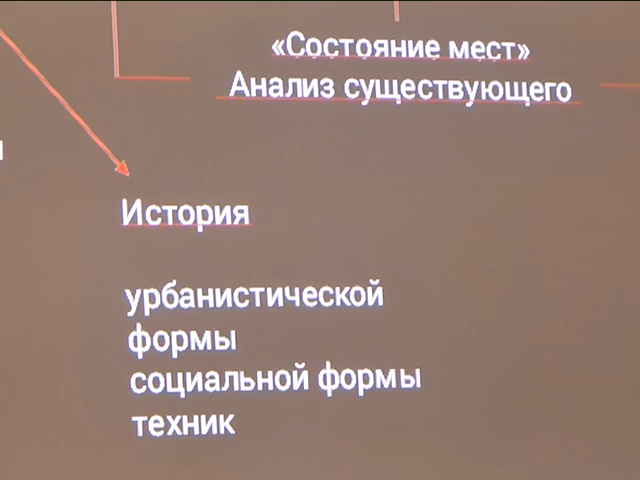 «Состояние мест»
Анализ существующего
История
урбанистической
формы
социальной формы
техник